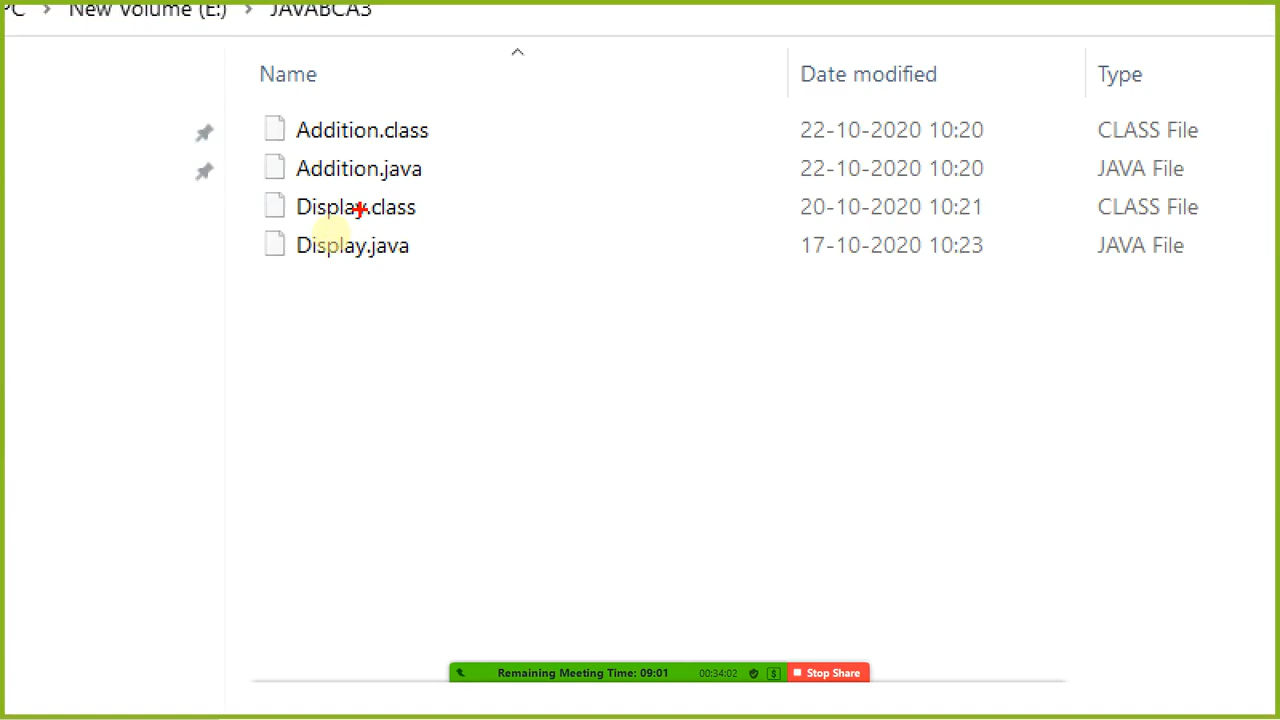 PC > New Volume (E:) > JAVABCA3
Name Date modified Type
Addition.class 22-10-2020 10:20 CLASS File
Addition.java 22-10-2020 10:20 JAVA File
Display.class 20-10-2020 10:21 CLASS File
Display.java 17-10-2020 10:23 JAVA File
Remaining Meeting Time: 09:01 00:34:02 $ Stop Share